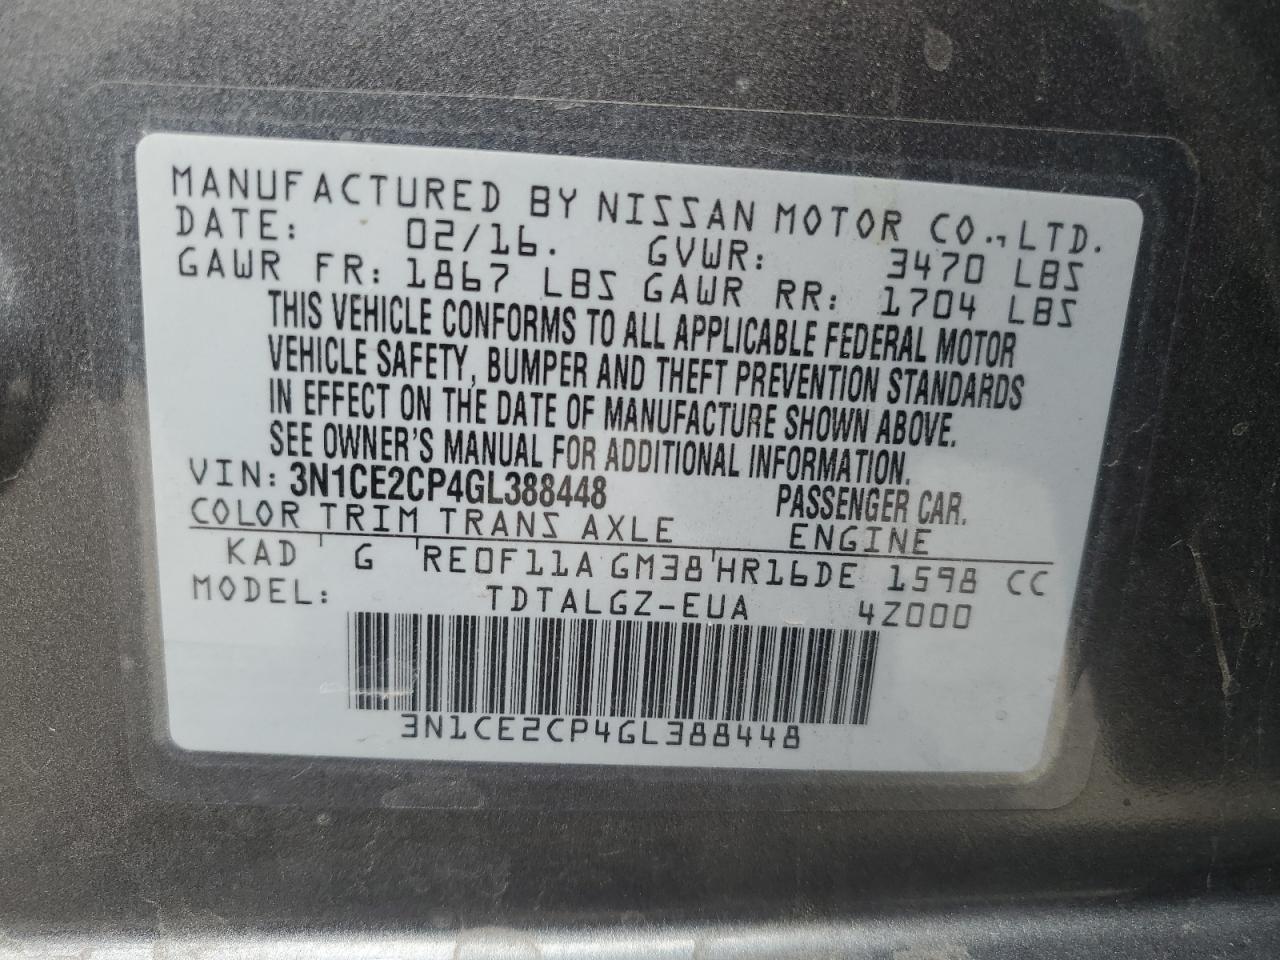 MANUFACTURED BY NISSAN MOTOR CO., LTD.
DATE: 02/16. GVWR: 3470 LBS
GAWR FR: 1867 LBS GAWR RR: 1704 LBS
THIS VEHICLE CONFORMS TO ALL APPLICABLE FEDERAL MOTOR
VEHICLE SAFETY, BUMPER AND THEFT PREVENTION STANDARDS
IN EFFECT ON THE DATE OF MANUFACTURE SHOWN ABOVE.
SEE OWNER'S MANUAL FOR ADDITIONAL INFORMATION.
VIN: 3N1CE2CP4GL388448 PASSENGER CAR.
COLOR TRIM TRANS AXLE ENGINE
KAD G RE0F11A GM38 HR16DE 1598 CC
MODEL: TDTALGZ-EUA 4Z000
3N1CE2CP4GL388448